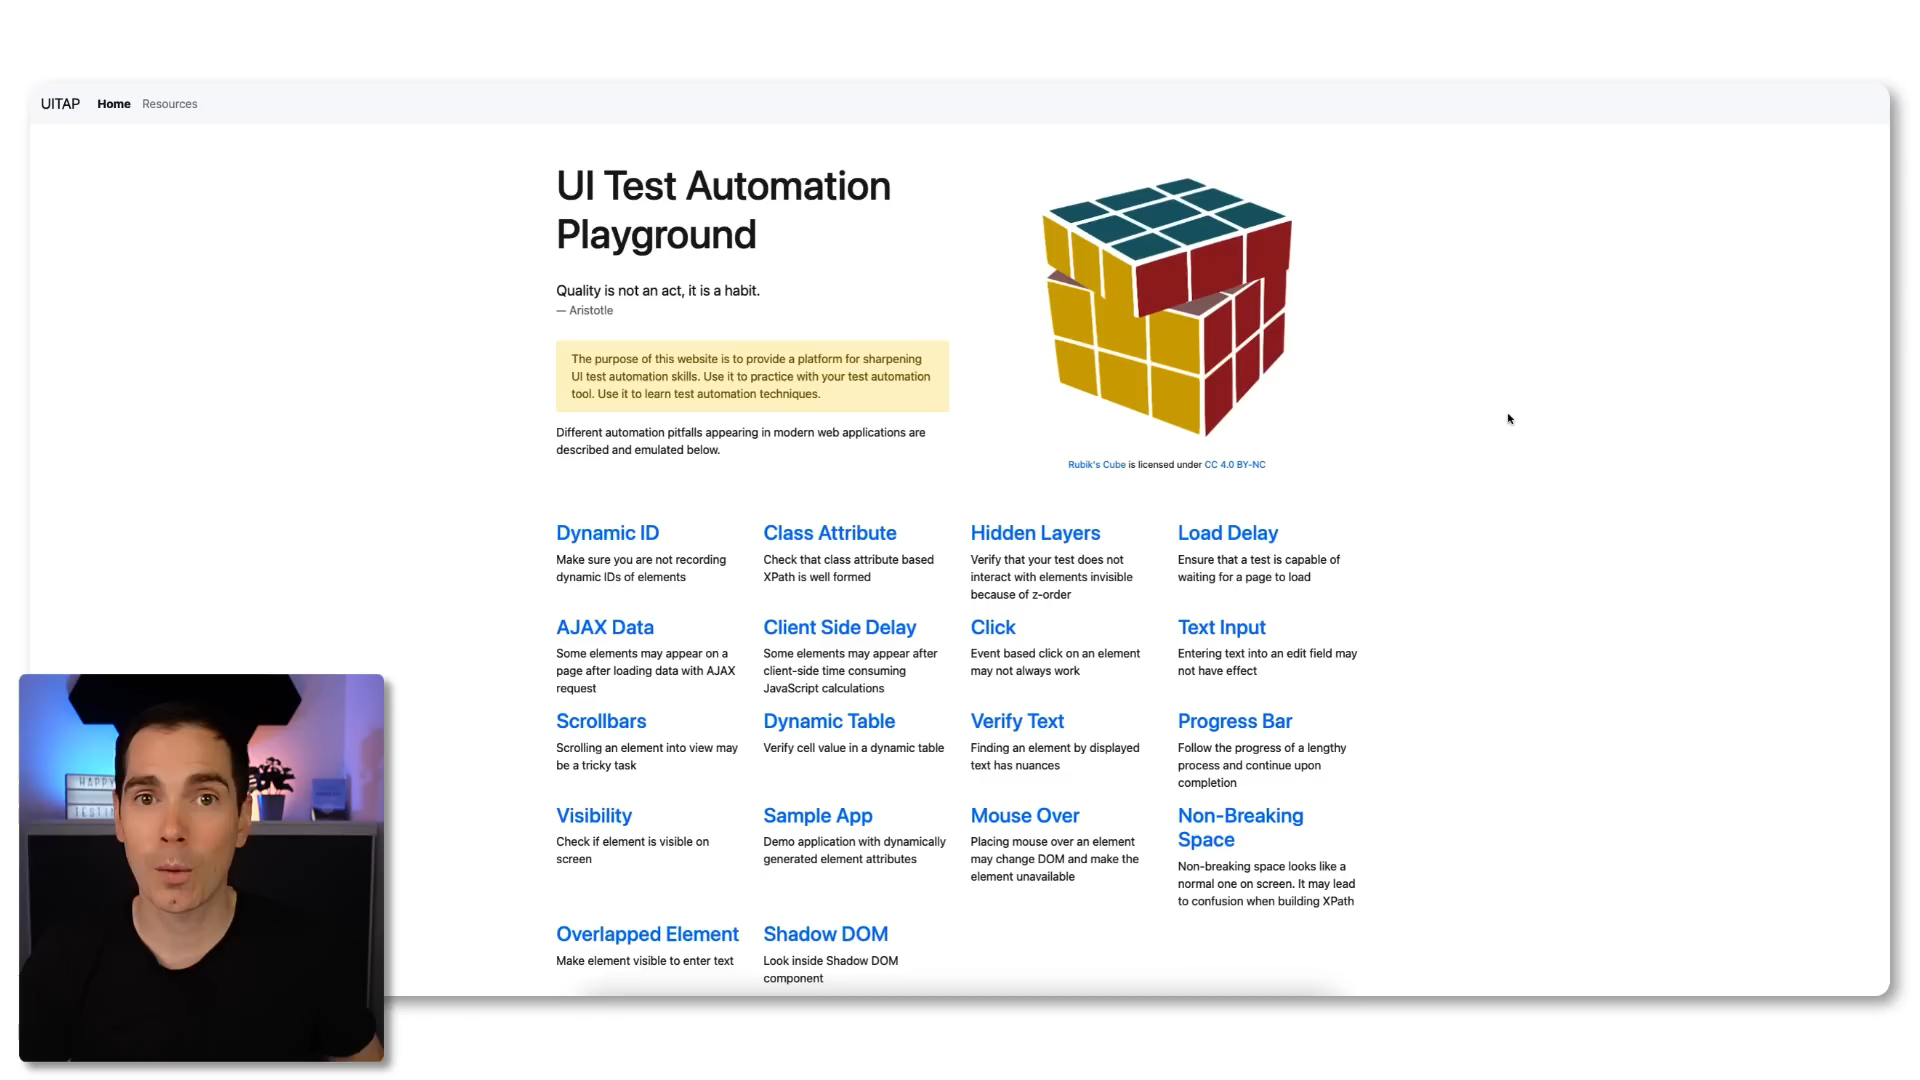 UITAP Home Resources
UI Test Automation
Playground
Quality is not an act, it is a habit.
— Aristotle
The purpose of this website is to provide a platform for sharpening
UI test automation skills. Use it to practice with your test automation
tool. Use it to learn test automation techniques.
Different automation pitfalls appearing in modern web applications are
described and emulated below.
Rubik's Cube is licensed under CC 4.0 BY-NC
Dynamic ID
Make sure you are not recording
dynamic IDs of elements
Class Attribute
Check that class attribute based
XPath is well formed
Hidden Layers
Verify that your test does not
interact with elements invisible
because of z-order
Load Delay
Ensure that a test is capable of
waiting for a page to load
AJAX Data
Some elements may appear on a
page after loading data with AJAX
request
Client Side Delay
Some elements may appear after
client-side time consuming
JavaScript calculations
Click
Event based click on an element
may not always work
Text Input
Entering text into an edit field may
not have effect
Scrollbars
Scrolling an element into view may
be a tricky task
Dynamic Table
Verify cell value in a dynamic table
Verify Text
Finding an element by displayed
text has nuances
Progress Bar
Follow the progress of a lengthy
process and continue upon
completion
Visibility
Check if element is visible on
screen
Sample App
Demo application with dynamically
generated element attributes
Mouse Over
Placing mouse over an element
may change DOM and make the
element unavailable
Non-Breaking
Space
Non-breaking space looks like a
normal one on screen. It may lead
to confusion when building XPath
Overlapped Element
Make element visible to enter text
Shadow DOM
Look inside Shadow DOM
component
HAPPY
TESTIN